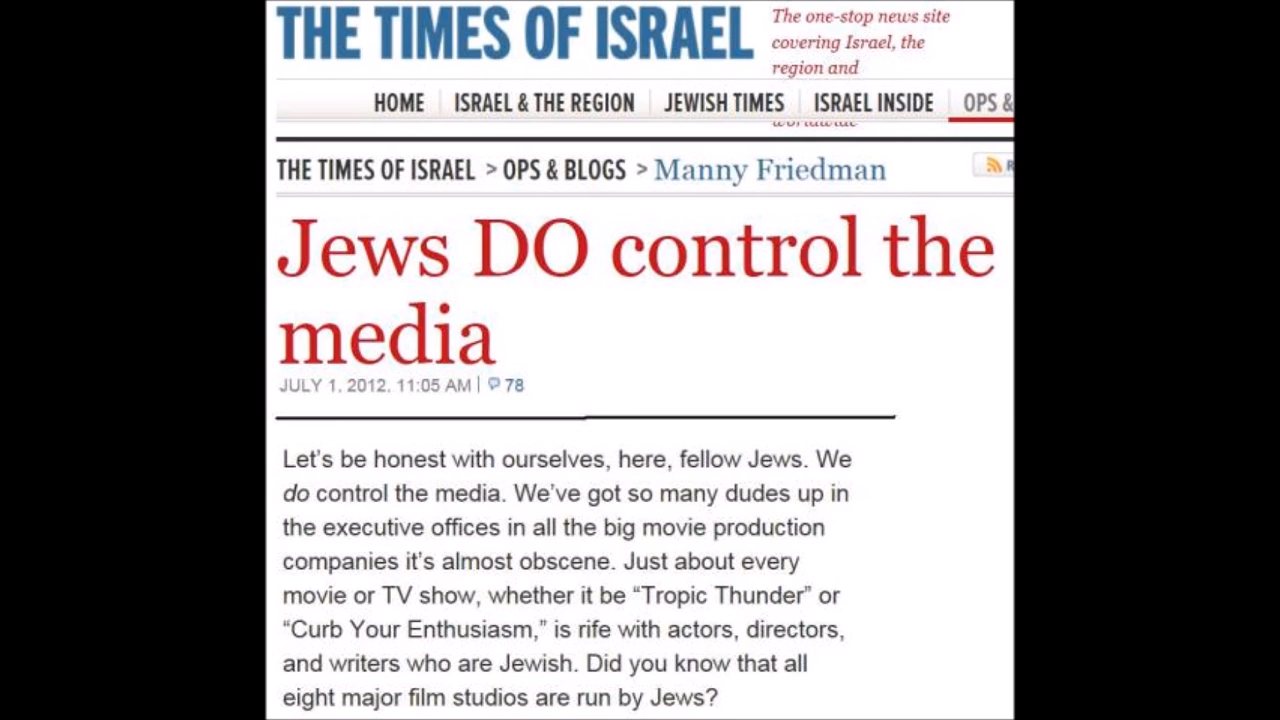 THE TIMES OF ISRAEL
The one-stop news site
covering Israel, the
region and
HOME ISRAEL & THE REGION JEWISH TIMES ISRAEL INSIDE OPS &
THE TIMES OF ISRAEL > OPS & BLOGS > Manny Friedman
Jews DO control the
media
JULY 1, 2012, 11:05 AM | 78
Let's be honest with ourselves, here, fellow Jews. We
do control the media. We've got so many dudes up in
the executive offices in all the big movie production
companies it's almost obscene. Just about every
movie or TV show, whether it be “Tropic Thunder” or
“Curb Your Enthusiasm,” is rife with actors, directors,
and writers who are Jewish. Did you know that all
eight major film studios are run by Jews?